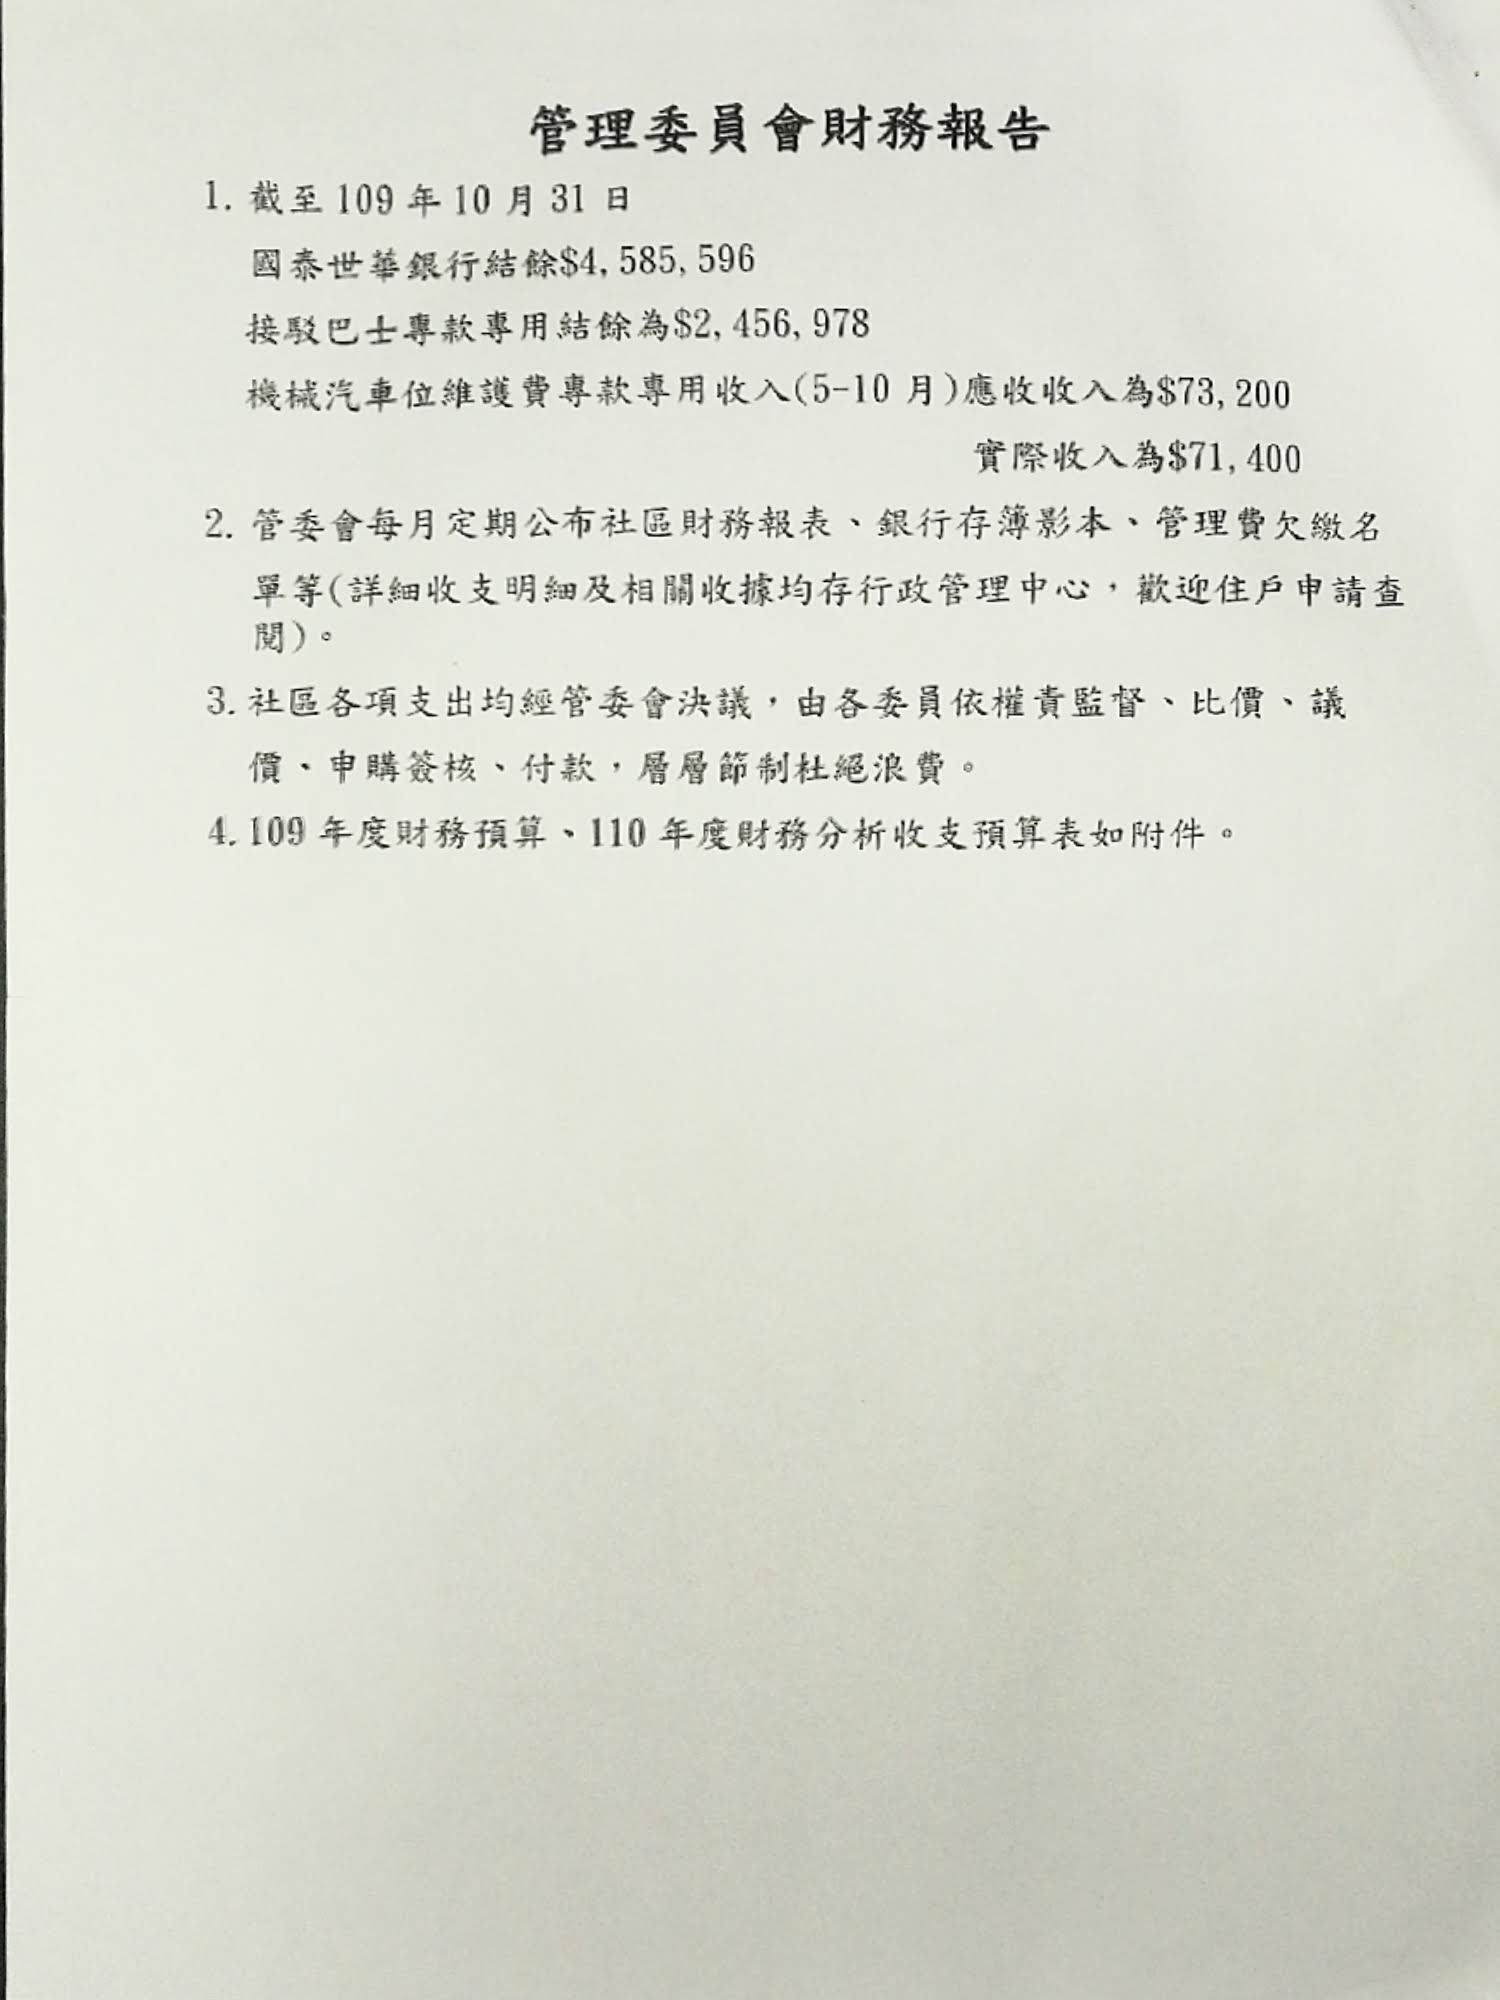 管理委員會財務報告
1. 截至 109 年 10 月 31 日
國泰世華銀行結餘$4, 585, 596
接駁巴士專款專用結餘為$2, 456, 978
機械汽車位維護費專款專用收入(5-10 月)應收收入為$73, 200
實際收入為$71, 400
2. 管委會每月定期公布社區財務報表、銀行存簿影本、管理費欠繳名
單等(詳細收支明細及相關收據均存行政管理中心，歡迎住戶申請查
閱)。
3. 社區各項支出均經管委會決議，由各委員依權責監督、比價、議
價、申購簽核、付款，層層節制杜絕浪費。
4. 109 年度財務預算、110 年度財務分析收支預算表如附件。